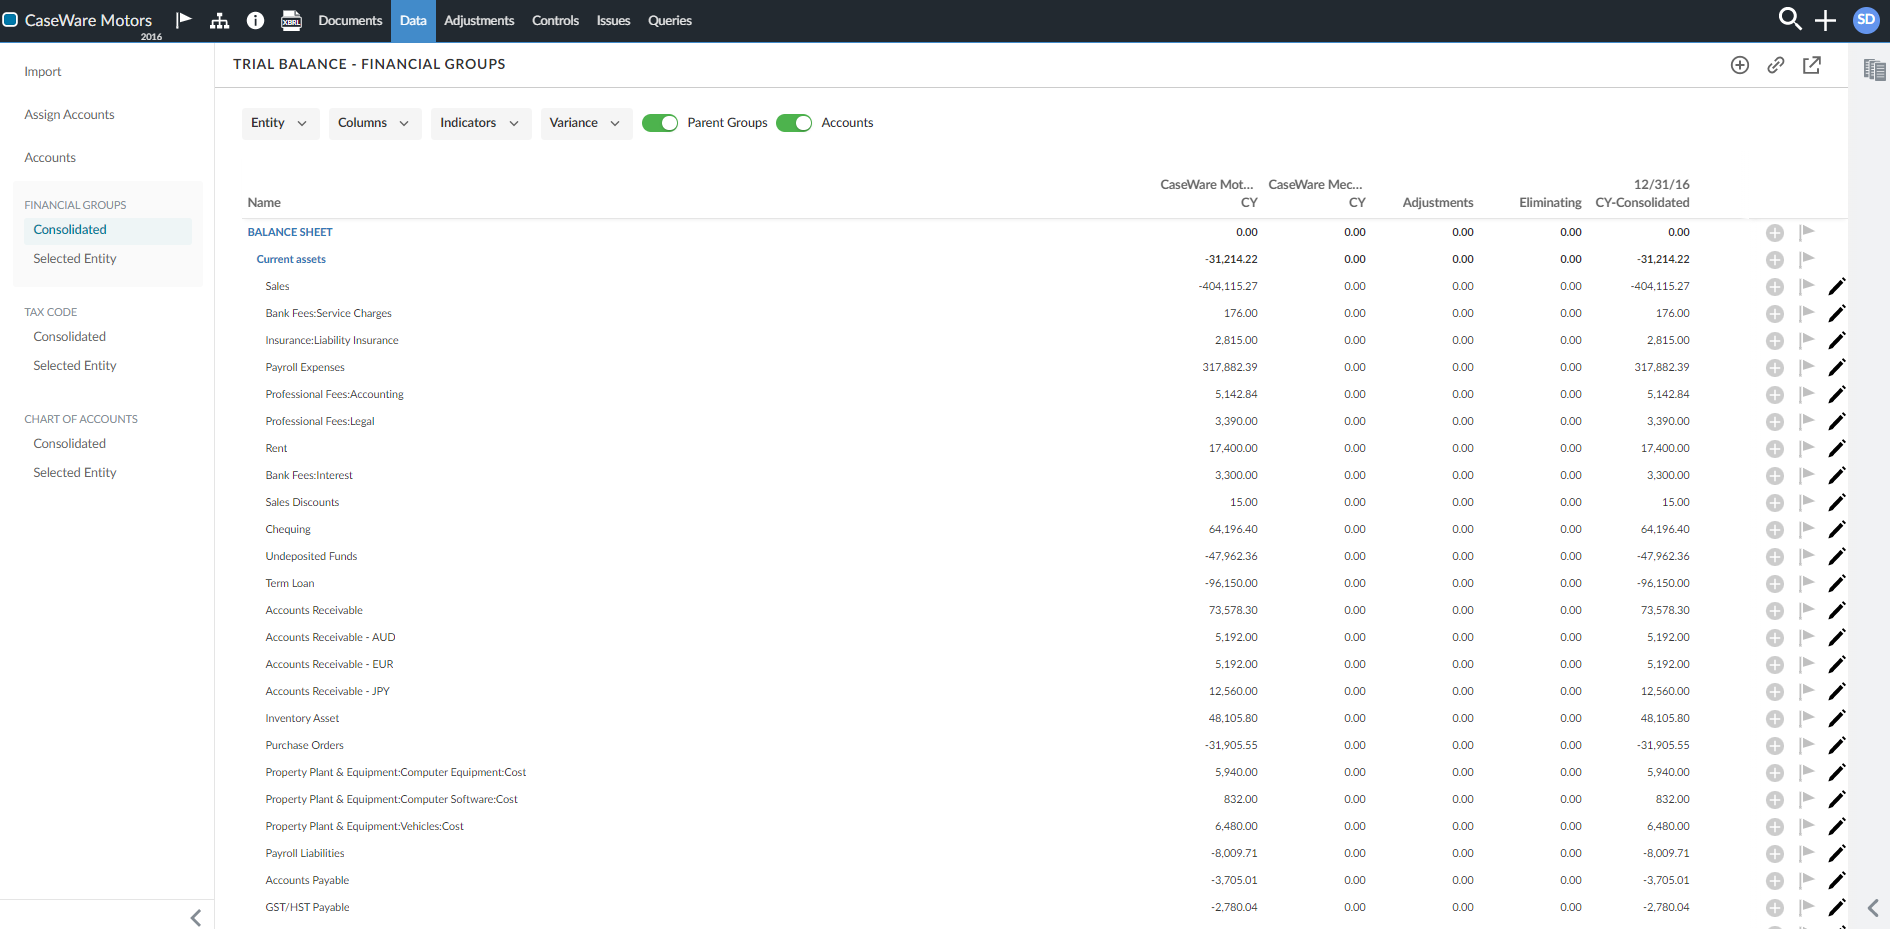 CaseWare Motors
2016
XBRL
Documents Data Adjustments Controls Issues Queries
SD
Import
Assign Accounts
Accounts
FINANCIAL GROUPS
Consolidated
Selected Entity
TAX CODE
Consolidated
Selected Entity
CHART OF ACCOUNTS
Consolidated
Selected Entity
TRIAL BALANCE - FINANCIAL GROUPS
Entity Columns Indicators Variance Parent Groups Accounts
CaseWare Mot... CaseWare Mec... 12/31/16
Name CY CY Adjustments Eliminating CY-Consolidated
BALANCE SHEET 0.00 0.00 0.00 0.00 0.00
Current assets -31,214.22 0.00 0.00 0.00 -31,214.22
Sales -404,115.27 0.00 0.00 0.00 -404,115.27
Bank Fees:Service Charges 176.00 0.00 0.00 0.00 176.00
Insurance:Liability Insurance 2,815.00 0.00 0.00 0.00 2,815.00
Payroll Expenses 317,882.39 0.00 0.00 0.00 317,882.39
Professional Fees:Accounting 5,142.84 0.00 0.00 0.00 5,142.84
Professional Fees:Legal 3,390.00 0.00 0.00 0.00 3,390.00
Rent 17,400.00 0.00 0.00 0.00 17,400.00
Bank Fees:Interest 3,300.00 0.00 0.00 0.00 3,300.00
Sales Discounts 15.00 0.00 0.00 0.00 15.00
Chequing 64,196.40 0.00 0.00 0.00 64,196.40
Undeposited Funds -47,962.36 0.00 0.00 0.00 -47,962.36
Term Loan -96,150.00 0.00 0.00 0.00 -96,150.00
Accounts Receivable 73,578.30 0.00 0.00 0.00 73,578.30
Accounts Receivable - AUD 5,192.00 0.00 0.00 0.00 5,192.00
Accounts Receivable - EUR 5,192.00 0.00 0.00 0.00 5,192.00
Accounts Receivable - JPY 12,560.00 0.00 0.00 0.00 12,560.00
Inventory Asset 48,105.80 0.00 0.00 0.00 48,105.80
Purchase Orders -31,905.55 0.00 0.00 0.00 -31,905.55
Property Plant & Equipment:Computer Equipment:Cost 5,940.00 0.00 0.00 0.00 5,940.00
Property Plant & Equipment:Computer Software:Cost 832.00 0.00 0.00 0.00 832.00
Property Plant & Equipment:Vehicles:Cost 6,480.00 0.00 0.00 0.00 6,480.00
Payroll Liabilities -8,009.71 0.00 0.00 0.00 -8,009.71
Accounts Payable -3,705.01 0.00 0.00 0.00 -3,705.01
GST/HST Payable -2,780.04 0.00 0.00 0.00 -2,780.04